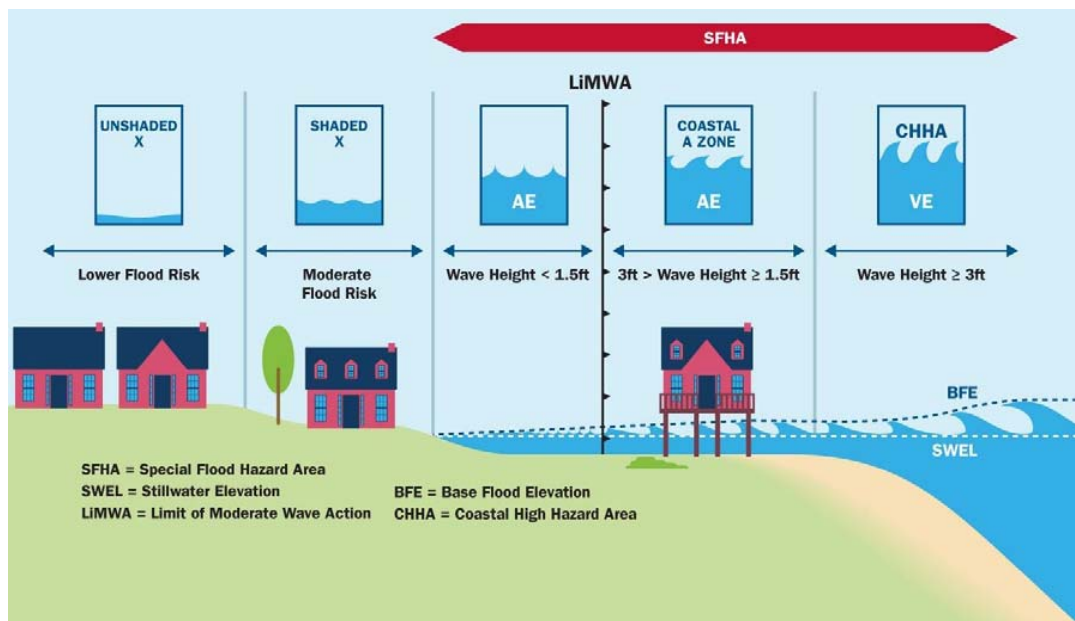 SFHA
LiMWA
UNSHADED
X
SHADED
X
AE
COASTAL
A ZONE
AE
CHHA
VE
Lower Flood Risk
Moderate
Flood Risk
Wave Height < 1.5ft
3ft > Wave Height ≥ 1.5ft
Wave Height ≥ 3ft
BFE
SWEL
SFHA = Special Flood Hazard Area
SWEL = Stillwater Elevation
LiMWA = Limit of Moderate Wave Action
BFE = Base Flood Elevation
CHHA = Coastal High Hazard Area